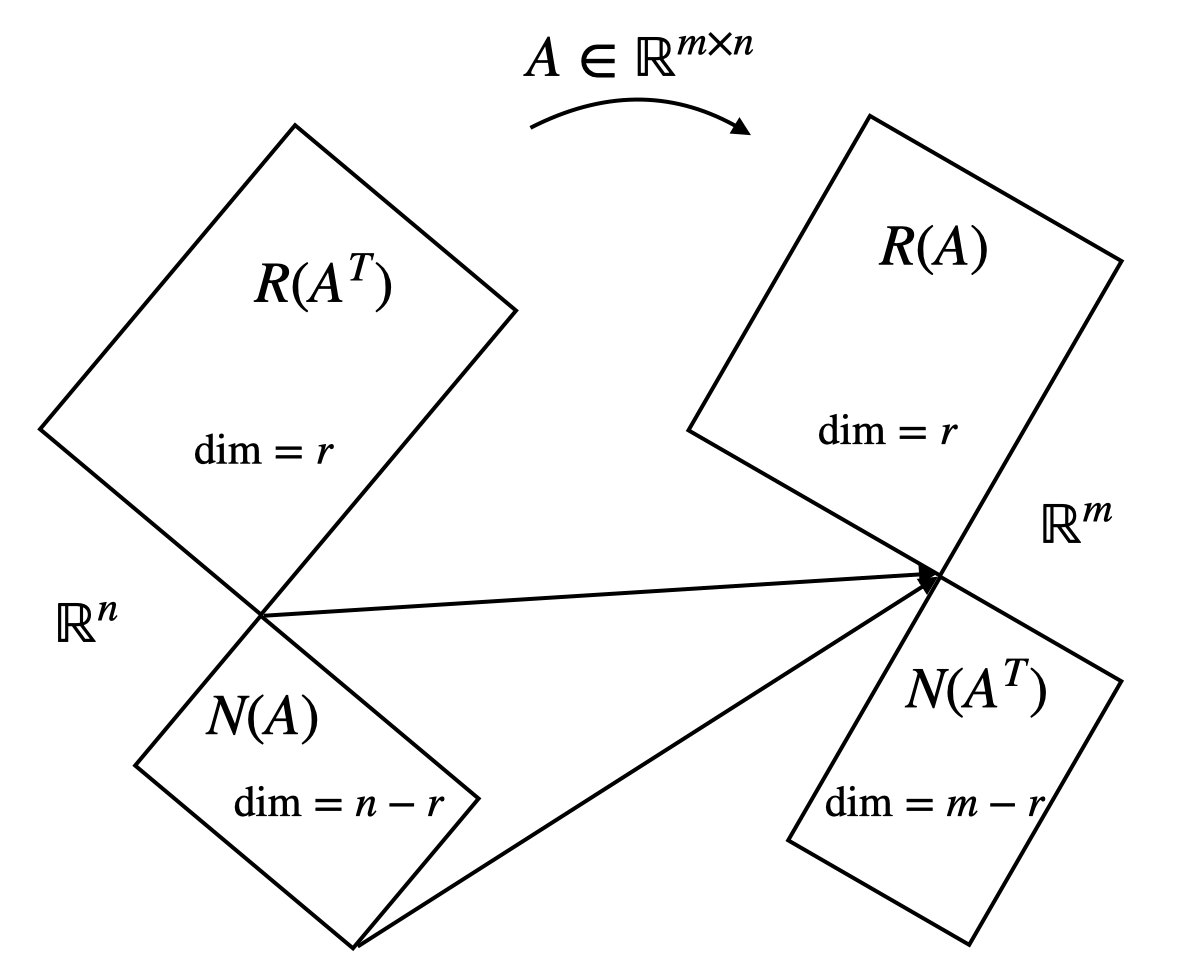 A ∈ ℝ^{m×n}
R(A^T)
dim = r
R(A)
dim = r
ℝ^n
N(A)
dim = n − r
ℝ^m
N(A^T)
dim = m − r